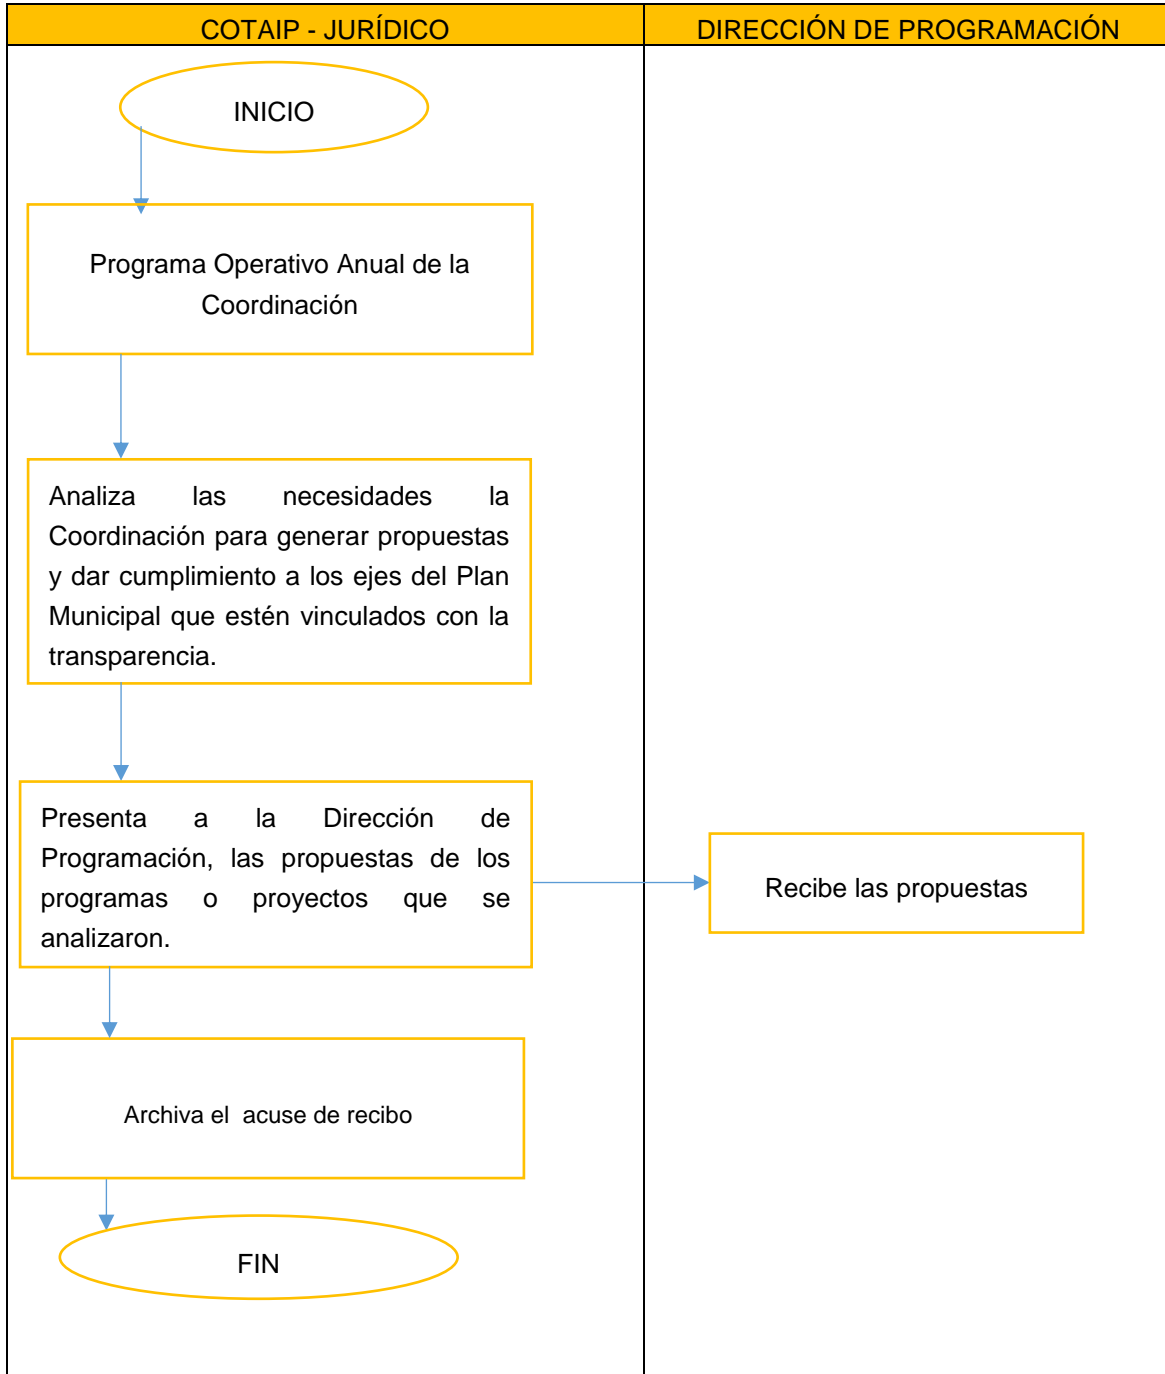 COTAIP - JURÍDICO
DIRECCIÓN DE PROGRAMACIÓN
INICIO
Programa Operativo Anual de la
Coordinación
Analiza las necesidades la
Coordinación para generar propuestas
y dar cumplimiento a los ejes del Plan
Municipal que estén vinculados con la
transparencia.
Presenta a la Dirección de
Programación, las propuestas de los
programas o proyectos que se
analizaron.
Recibe las propuestas
Archiva el acuse de recibo
FIN